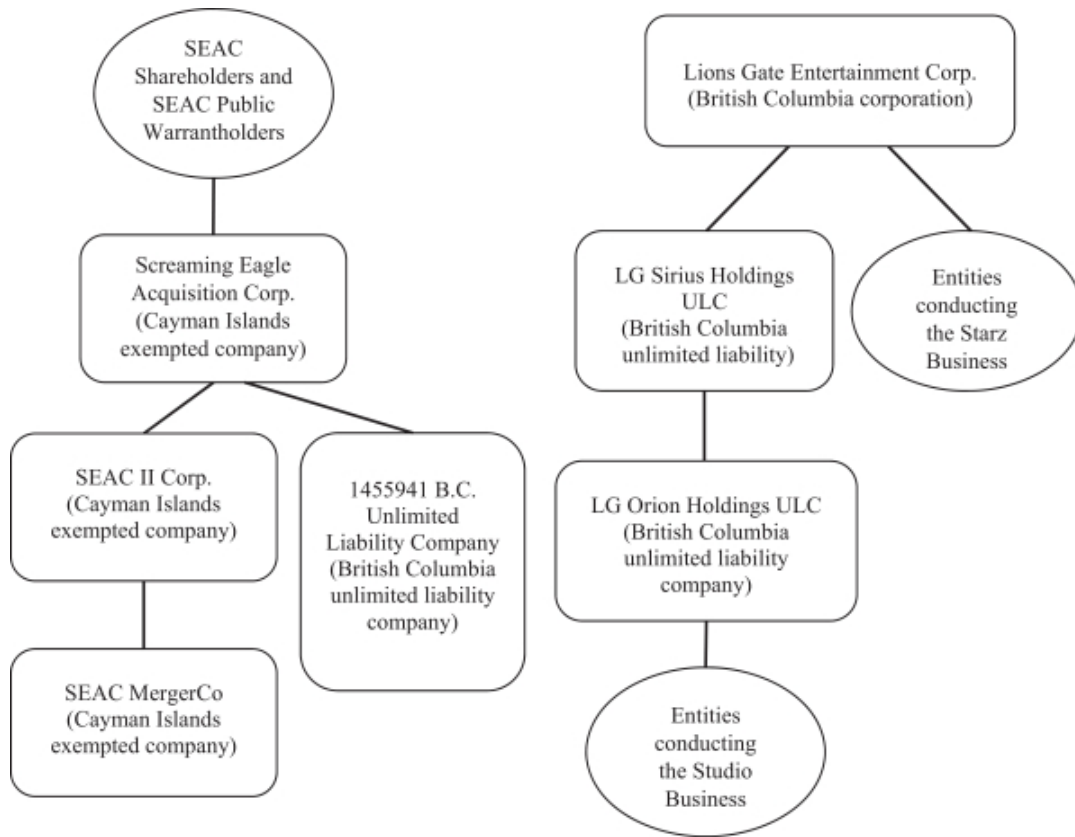 SEAC
Shareholders and
SEAC Public
Warrantholders
Lions Gate Entertainment Corp.
(British Columbia corporation)
Screaming Eagle
Acquisition Corp.
(Cayman Islands
exempted company)
LG Sirius Holdings
ULC
(British Columbia
unlimited liability)
Entities
conducting
the Starz
Business
SEAC II Corp.
(Cayman Islands
exempted company)
1455941 B.C.
Unlimited
Liability Company
(British Columbia
unlimited liability
company)
LG Orion Holdings ULC
(British Columbia
unlimited liability
company)
SEAC MergerCo
(Cayman Islands
exempted company)
Entities
conducting
the Studio
Business